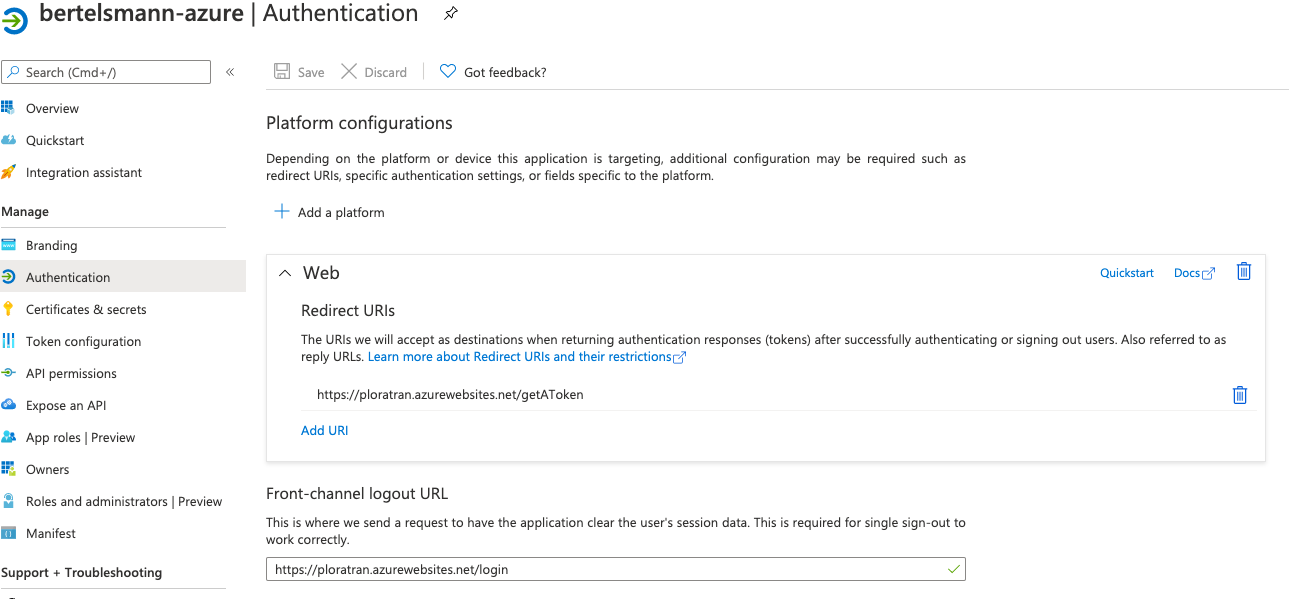 bertelsmann-azure | Authentication
Search (Cmd+/)
«
Save
Discard
Got feedback?
Overview
Quickstart
Integration assistant
Manage
Branding
Authentication
Certificates & secrets
Token configuration
API permissions
Expose an API
App roles | Preview
Owners
Roles and administrators | Preview
Manifest
Support + Troubleshooting
Platform configurations
Depending on the platform or device this application is targeting, additional configuration may be required such as
redirect URIs, specific authentication settings, or fields specific to the platform.
Add a platform
Web
Quickstart
Docs
Redirect URIs
The URIs we will accept as destinations when returning authentication responses (tokens) after successfully authenticating or signing out users. Also referred to as
reply URLs. Learn more about Redirect URIs and their restrictions
https://ploratran.azurewebsites.net/getAToken
Add URI
Front-channel logout URL
This is where we send a request to have the application clear the user's session data. This is required for single sign-out to
work correctly.
https://ploratran.azurewebsites.net/login